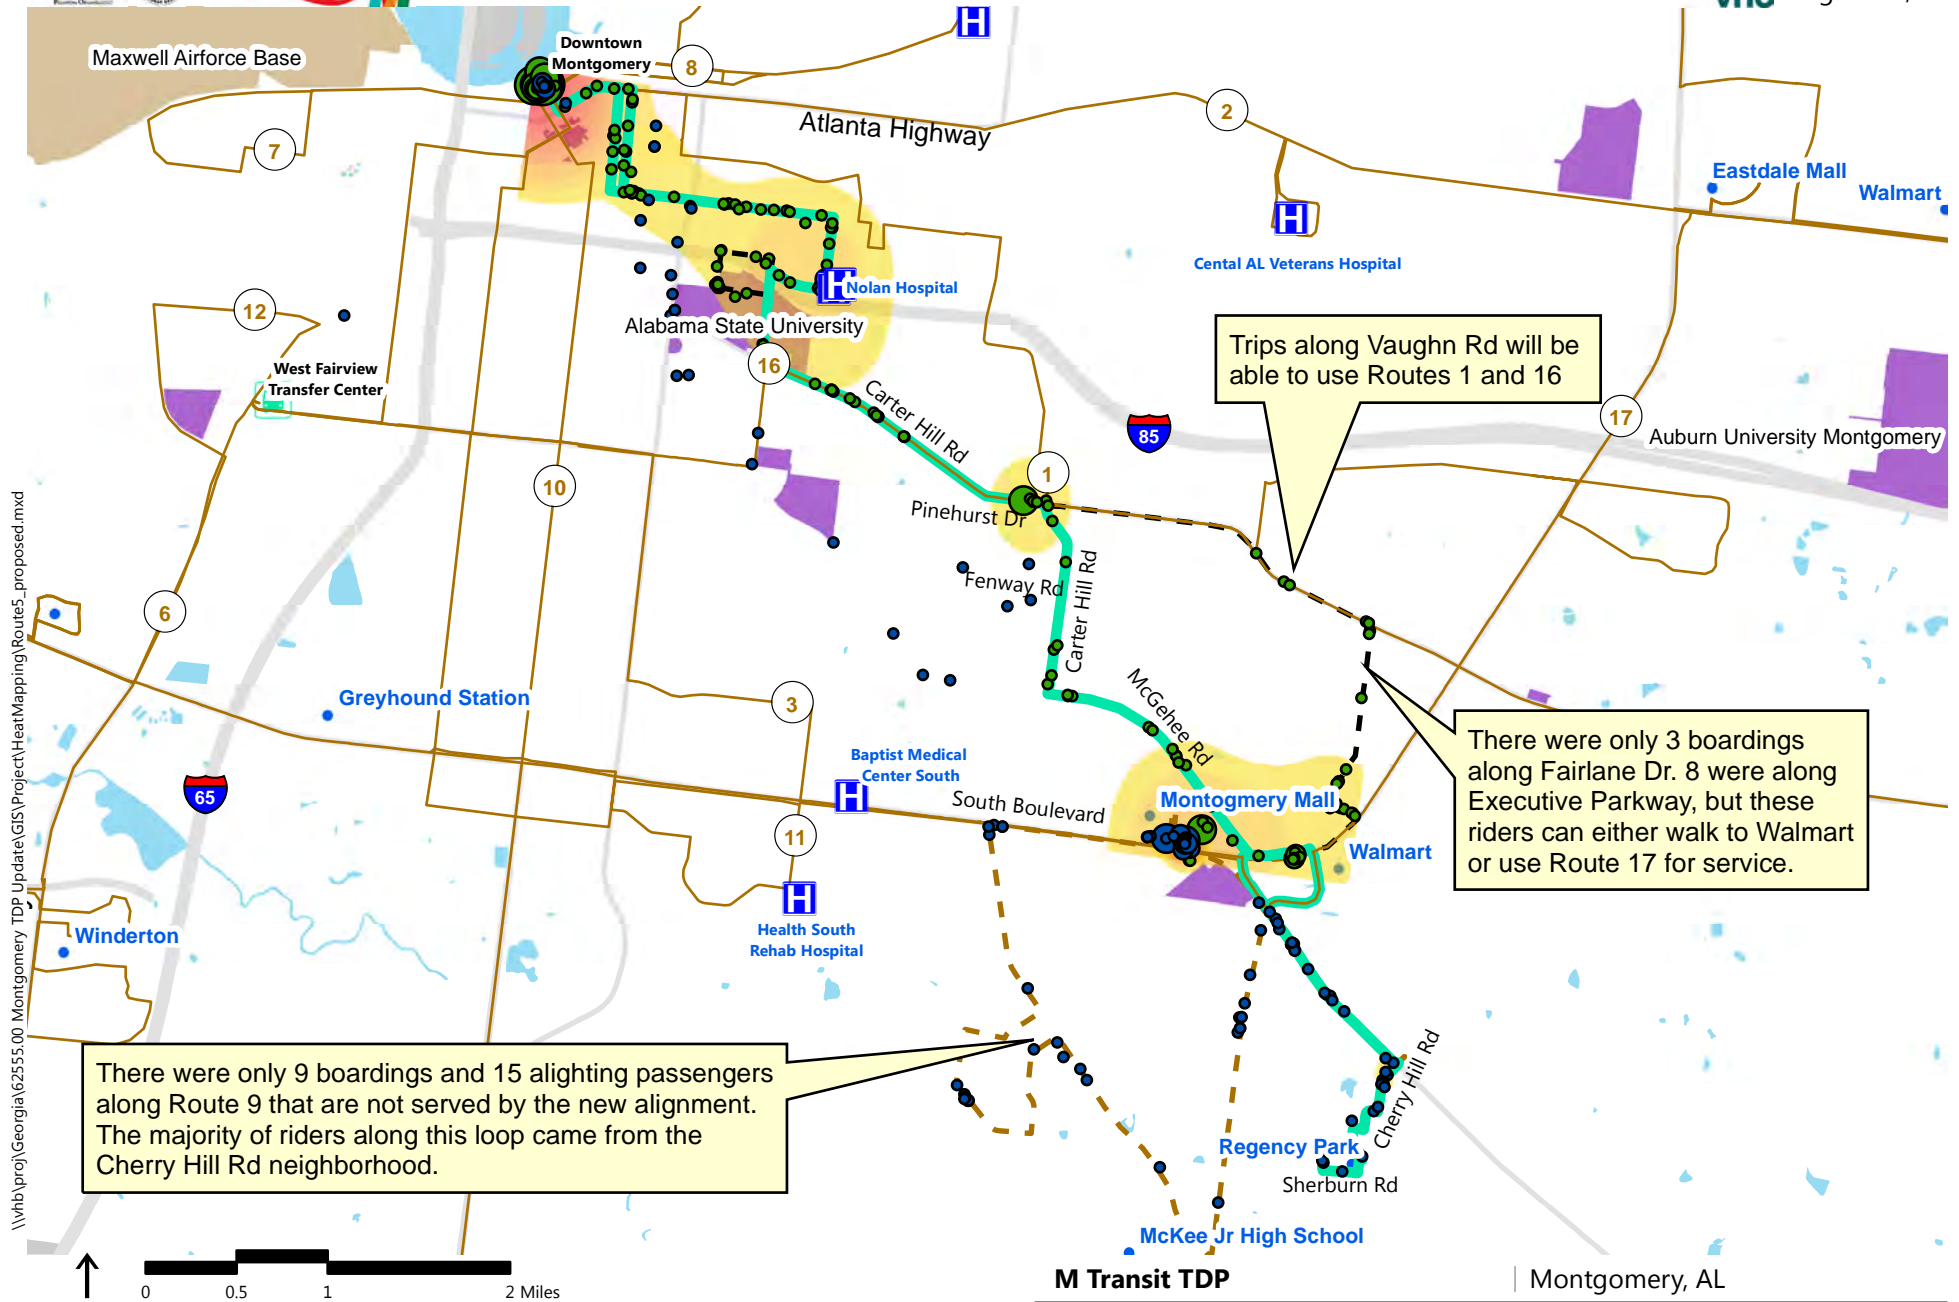 Maxwell Airforce Base
Downtown
Montgomery
8
2
7
Atlanta Highway
Eastdale Mall
Walmart
Cental AL Veterans Hospital
H
H
H
Nolan Hospital
12
Alabama State University
16
West Fairview
Transfer Center
Trips along Vaughn Rd will be
able to use Routes 1 and 16
17
85
Auburn University Montgomery
Carter Hill Rd
1
10
Pinehurst Dr
Fenway Rd
Carter Hill Rd
6
Greyhound Station
3
McGehee Rd
There were only 3 boardings
along Fairlane Dr. 8 were along
Executive Parkway, but these
riders can either walk to Walmart
or use Route 17 for service.
Baptist Medical
Center South
H
65
South Boulevard
Montogmery Mall
11
Walmart
H
Health South
Rehab Hospital
Winderton
There were only 9 boardings and 15 alighting passengers
along Route 9 that are not served by the new alignment.
The majority of riders along this loop came from the
Cherry Hill Rd neighborhood.
Cherry Hill Rd
Regency Park
Sherburn Rd
McKee Jr High School
0 0.5 1 2 Miles
M Transit TDP
Montgomery, AL
\\vhb\proj\Georgia\62555.00 Montgomery TDP Update\GIS\Project\HeatMapping\Route5_proposed.mxd